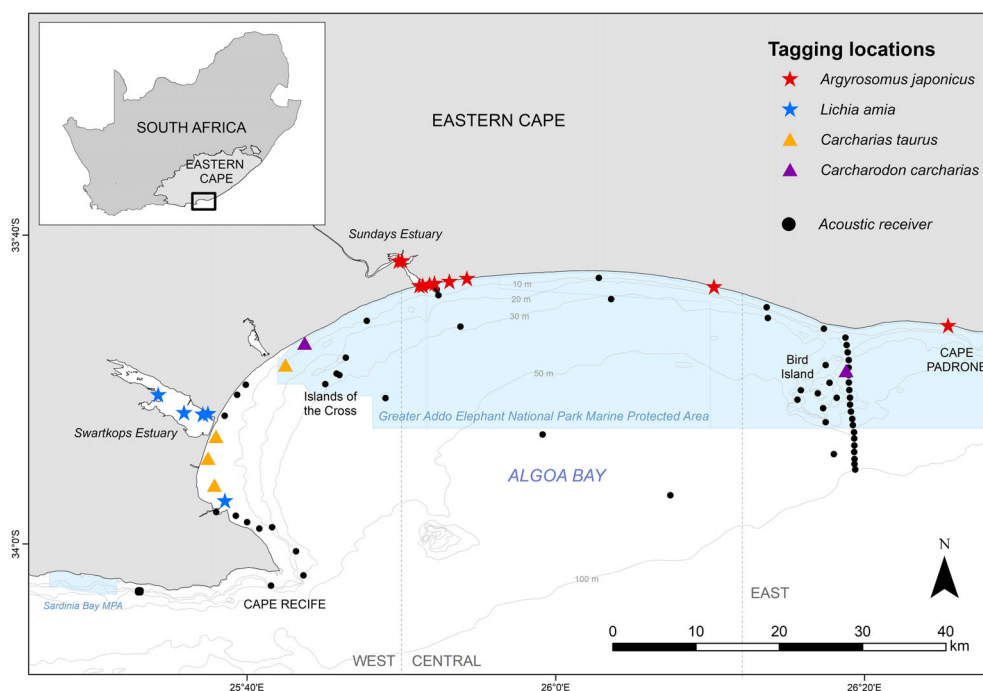 SOUTH AFRICA
EASTERN
CAPE
EASTERN CAPE
Tagging locations
Argyrosomus japonicus
Lichia amia
Carcharias taurus
Carcharodon carcharias
Acoustic receiver
33°40'S
Sundays Estuary
10 m
20 m
30 m
50 m
Bird
Island
CAPE
PADRONE
Islands of
the Cross
Greater Addo Elephant National Park Marine Protected Area
Swartkops Estuary
ALGOA BAY
34°0'S
100 m
N
EAST
Sardinia Bay MPA
CAPE RECIFE
0 10 20 30 40
km
WEST CENTRAL
25°40'E 26°0'E 26°20'E